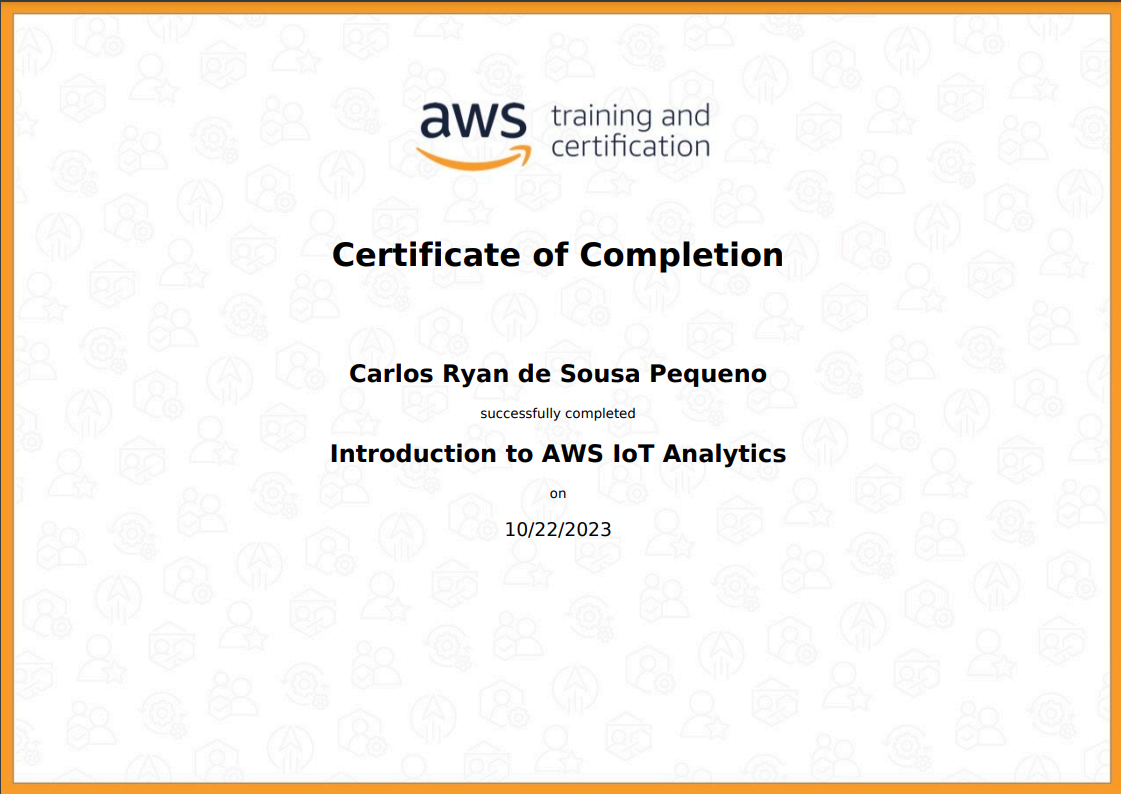 aws training and
certification
Certificate of Completion
Carlos Ryan de Sousa Pequeno
successfully completed
Introduction to AWS IoT Analytics
on
10/22/2023